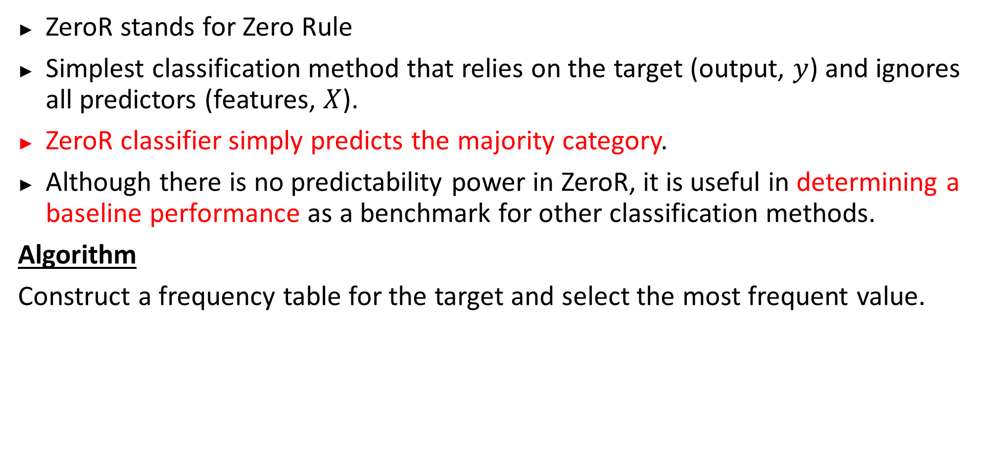 ► ZeroR stands for Zero Rule
► Simplest classification method that relies on the target (output, y) and ignores
all predictors (features, X).
► ZeroR classifier simply predicts the majority category.
► Although there is no predictability power in ZeroR, it is useful in determining a
baseline performance as a benchmark for other classification methods.
Algorithm
Construct a frequency table for the target and select the most frequent value.